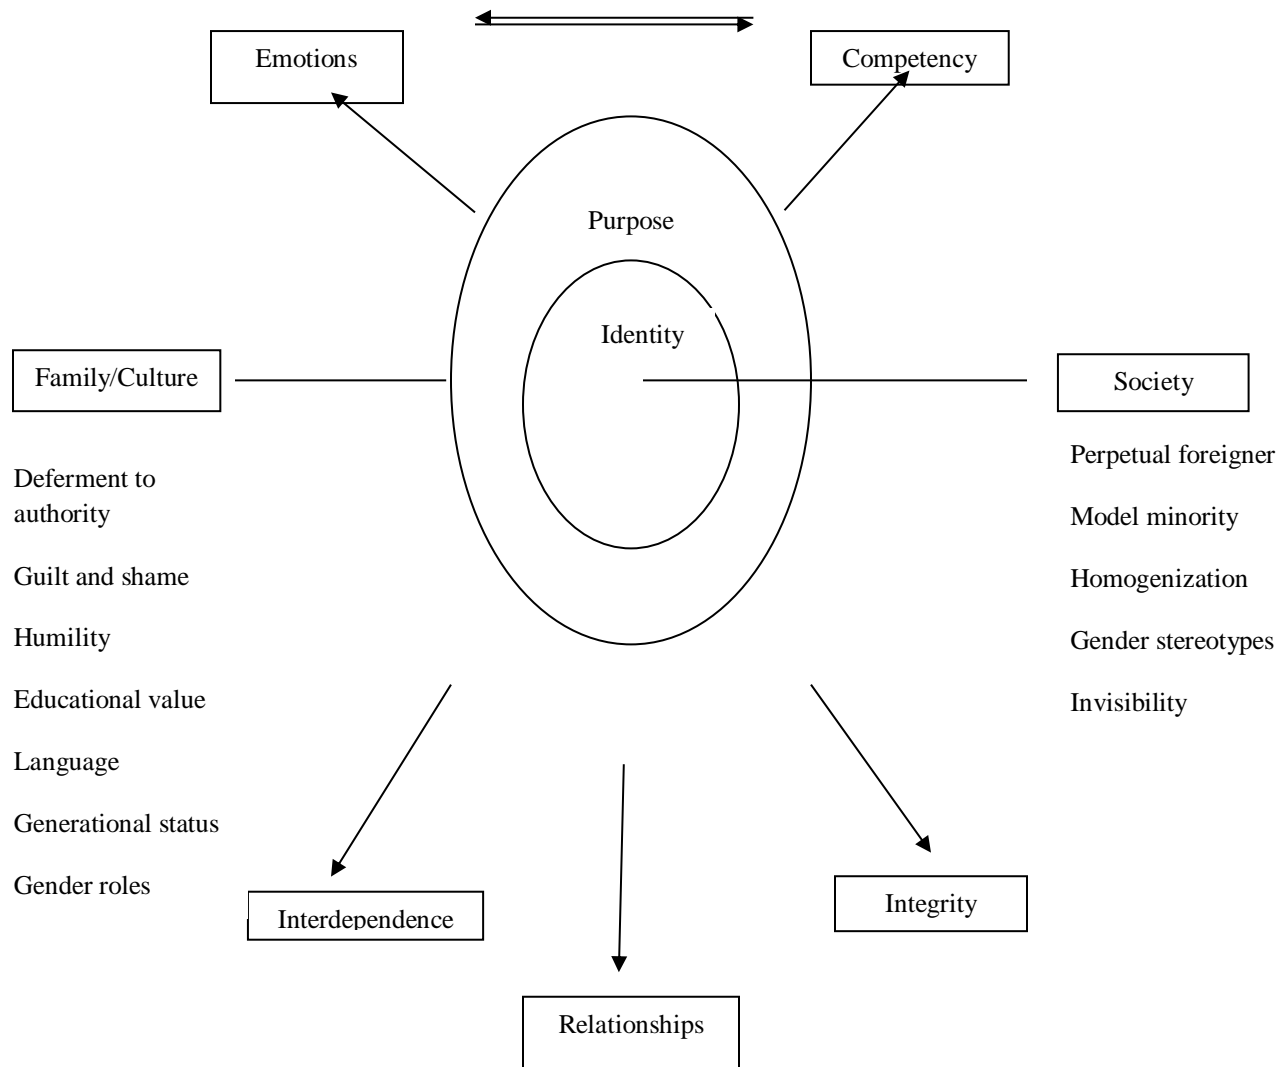 Emotions
Competency
Purpose
Identity
Family/Culture
Society
Deferment to
authority
Guilt and shame
Humility
Educational value
Language
Generational status
Gender roles
Perpetual foreigner
Model minority
Homogenization
Gender stereotypes
Invisibility
Interdependence
Integrity
Relationships